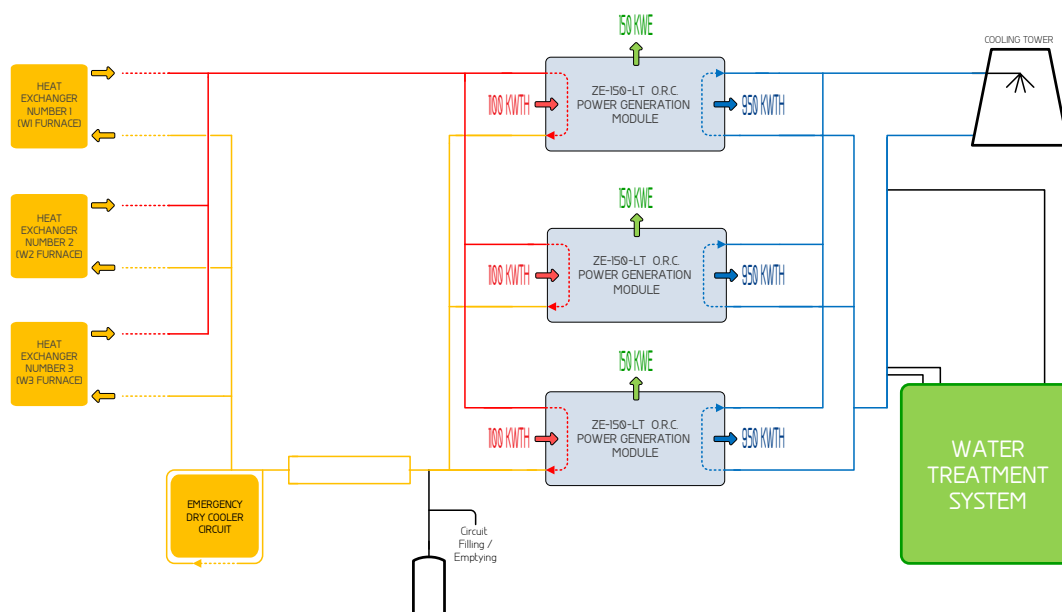 150 KWE
COOLING TOWER
HEAT
EXCHANGER
NUMBER 1
(W1 FURNACE)
1100 KWTH
ZE-150-LT O.R.C.
POWER GENERATION
MODULE
950 KWTH
150 KWE
HEAT
EXCHANGER
NUMBER 2
(W2 FURNACE)
1100 KWTH
ZE-150-LT O.R.C.
POWER GENERATION
MODULE
950 KWTH
HEAT
EXCHANGER
NUMBER 3
(W3 FURNACE)
150 KWE
1100 KWTH
ZE-150-LT O.R.C.
POWER GENERATION
MODULE
950 KWTH
WATER
TREATMENT
SYSTEM
EMERGENCY
DRY COOLER
CIRCUIT
Circuit
Filling /
Emptying